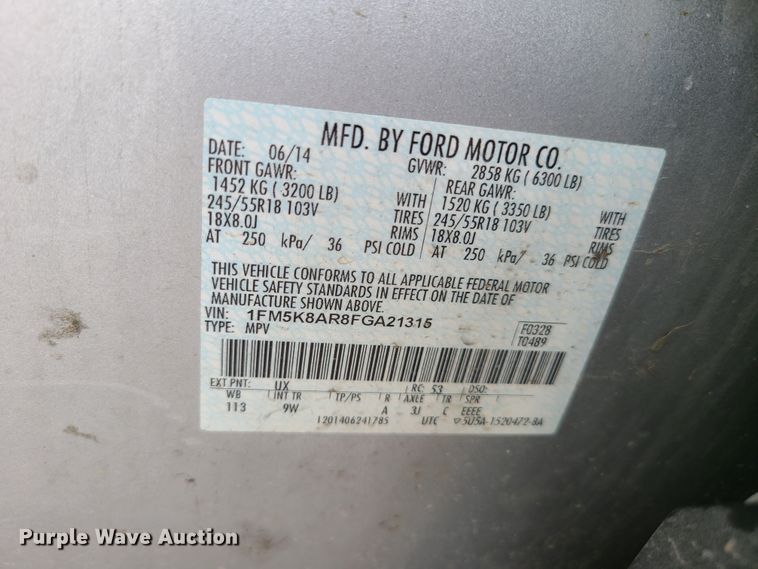 MFD. BY FORD MOTOR CO.
DATE: 06/14 GVWR: 2858 KG ( 6300 LB)
FRONT GAWR: REAR GAWR:
1452 KG ( 3200 LB) WITH 1520 KG ( 3350 LB) WITH
245/55R18 103V TIRES 245/55R18 103V TIRES
18X8.0J RIMS 18X8.0J RIMS
AT 250 kPa/ 36 PSI COLD AT 250 kPa/ 36 PSI COLD
THIS VEHICLE CONFORMS TO ALL APPLICABLE FEDERAL MOTOR
VEHICLE SAFETY STANDARDS IN EFFECT ON THE DATE OF
MANUFACTURE SHOWN ABOVE.
VIN: 1FM5K8AR8FGA21315
TYPE: MPV
F0328
T0489
EXT PNT: UX RC: 53 DSO:
WB INT TR TP/PS R AXLE TR SPR
113 9W A 3J C EEEE
1201406241785 UTC ▽5U5A-1520472-BA
Purple Wave Auction